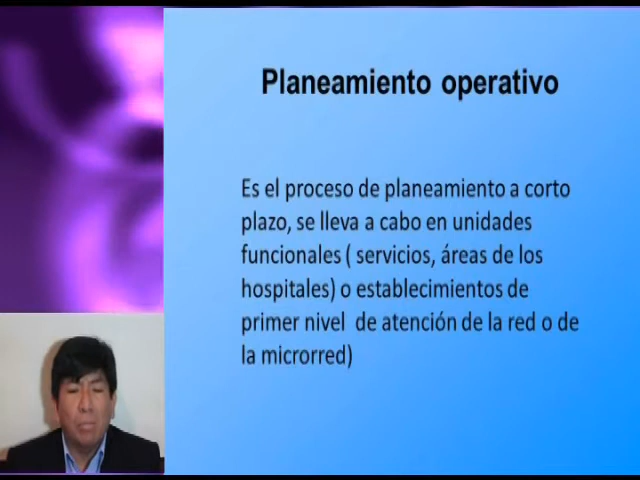 Planeamiento operativo
Es el proceso de planeamiento a corto
plazo, se lleva a cabo en unidades
funcionales ( servicios, áreas de los
hospitales) o establecimientos de
primer nivel  de atención de la red o de
la microrred)